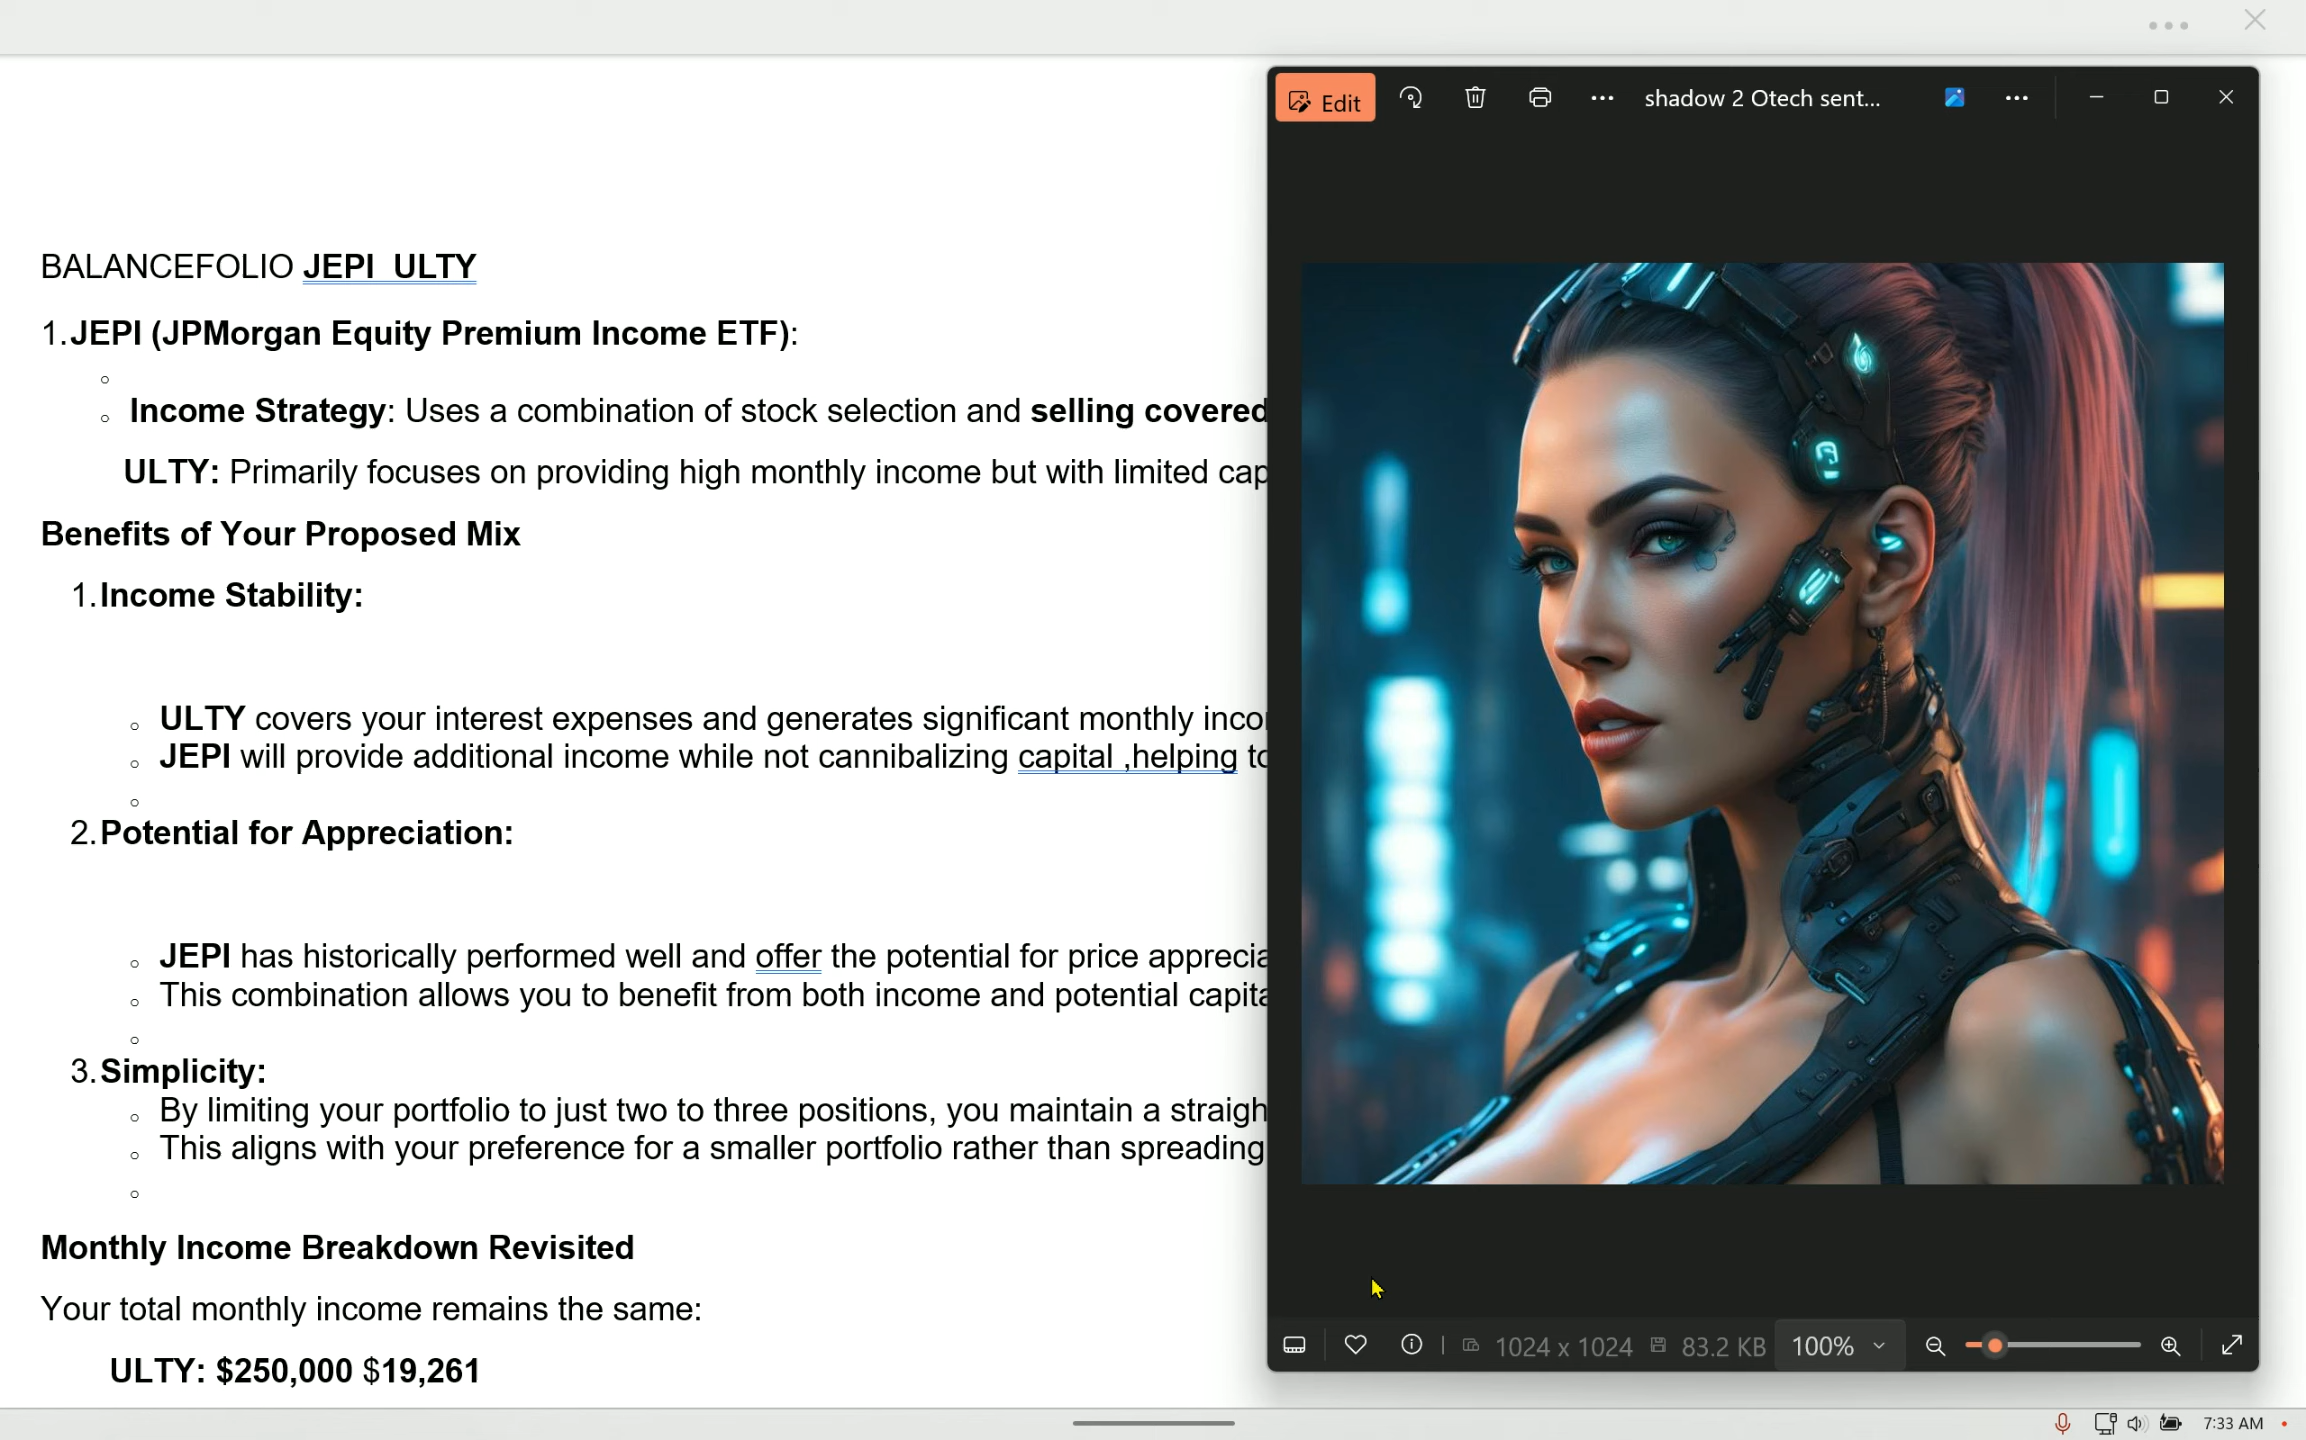 BALANCEFOLIO JEPI ULTY
1. JEPI (JPMorgan Equity Premium Income ETF):
Income Strategy: Uses a combination of stock selection and selling covered
ULTY: Primarily focuses on providing high monthly income but with limited cap
Benefits of Your Proposed Mix
1. Income Stability:
ULTY covers your interest expenses and generates significant monthly inco
JEPI will provide additional income while not cannibalizing capital ,helping to
2. Potential for Appreciation:
JEPI has historically performed well and offer the potential for price apprecia
This combination allows you to benefit from both income and potential capita
3. Simplicity:
By limiting your portfolio to just two to three positions, you maintain a straigh
This aligns with your preference for a smaller portfolio rather than spreading
Monthly Income Breakdown Revisited
Your total monthly income remains the same:
ULTY: $250,000 $19,261
Edit
shadow 2 Otech sent...
1024 x 1024
83.2 KB
100%
7:33 AM